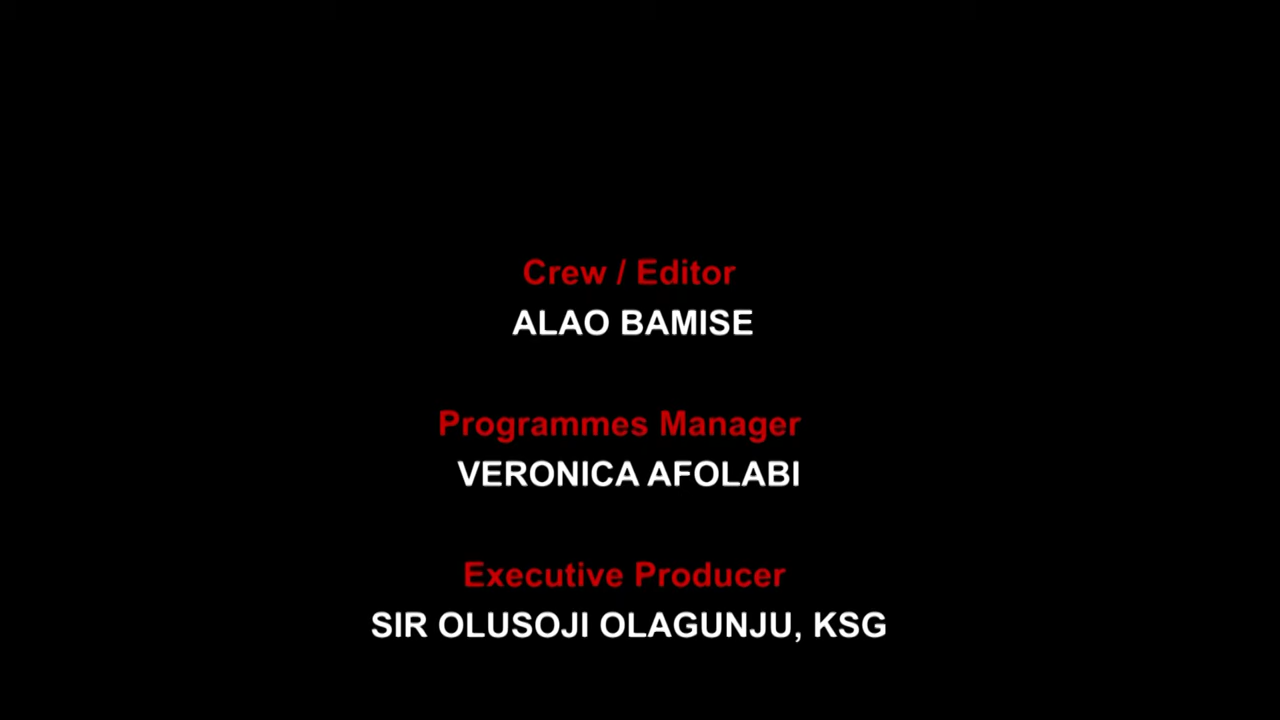 Crew / Editor
ALAO BAMISE
Programmes Manager
VERONICA AFOLABI
Executive Producer
SIR OLUSOJI OLAGUNJU, KSG